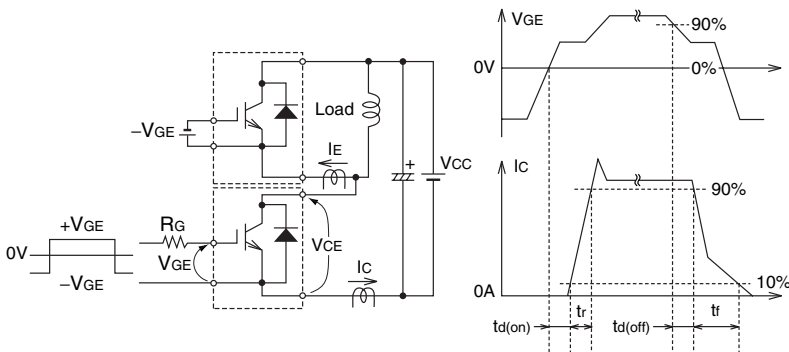 −VGE
Load
IE
+
VCC
+VGE
0V
−VGE
RG
VGE
VCE
IC
VGE
90%
0V
0%
IC
90%
10%
0A
td(on)
tr
td(off)
tf